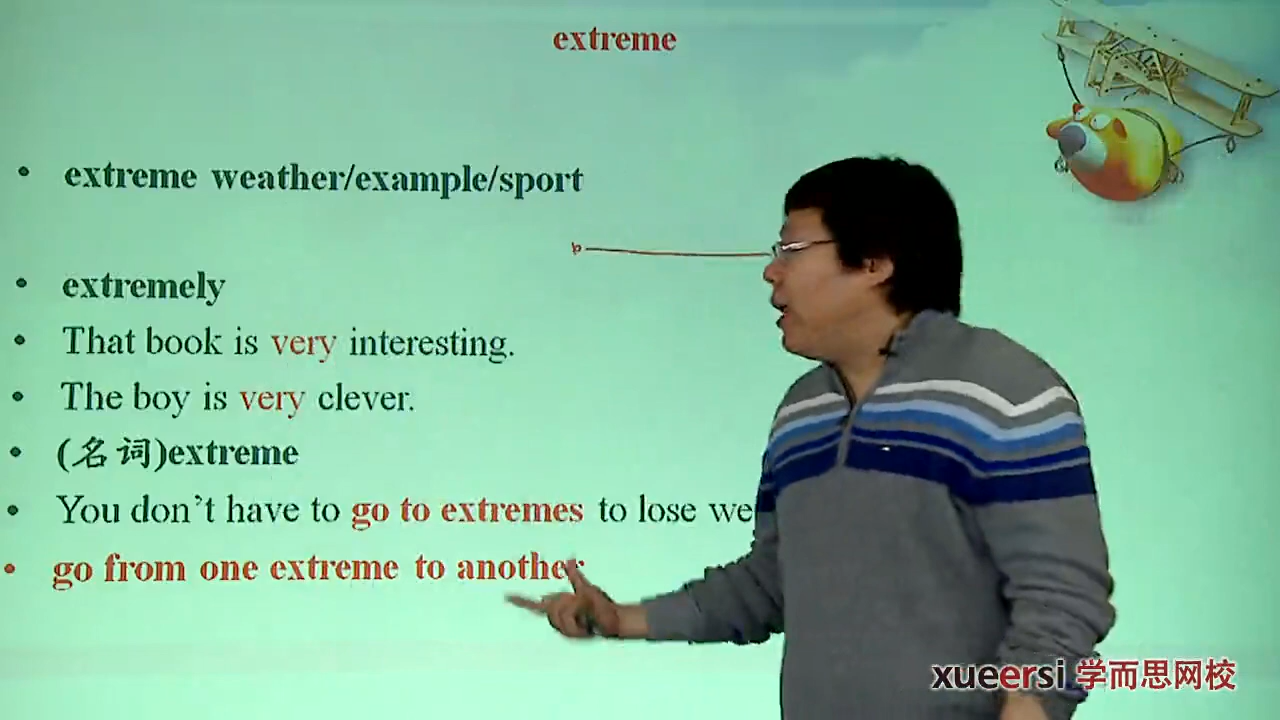 extreme
• extreme weather/example/sport
• extremely
• That book is very interesting.
• The boy is very clever.
• (名词)extreme
• You don’t have to go to extremes to lose
• go from one extreme to another
xueersi 学而思网校